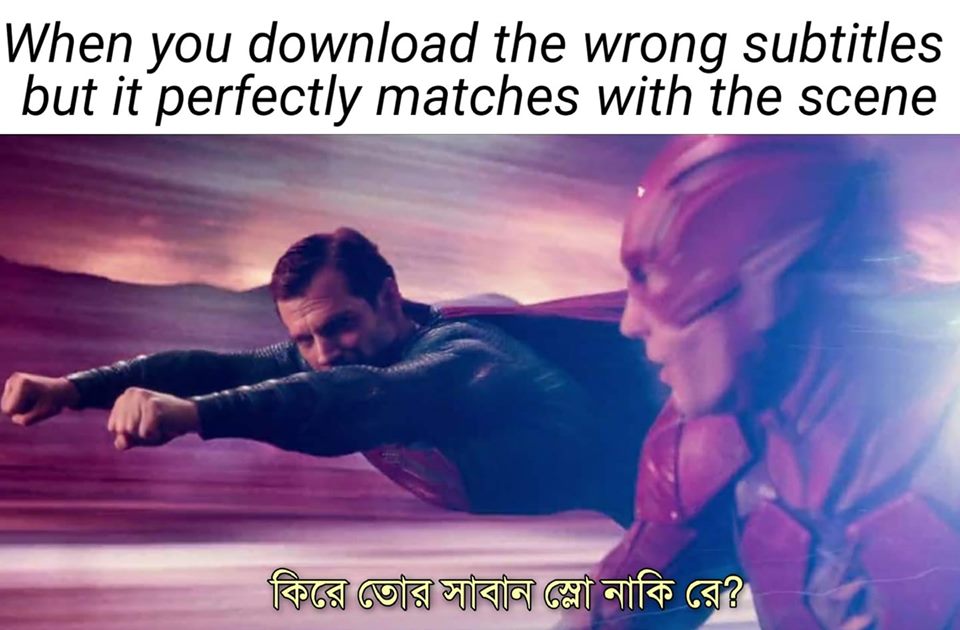 When you download the wrong subtitles
but it perfectly matches with the scene
কিরে তোর সাবান স্লো নাকি রে?